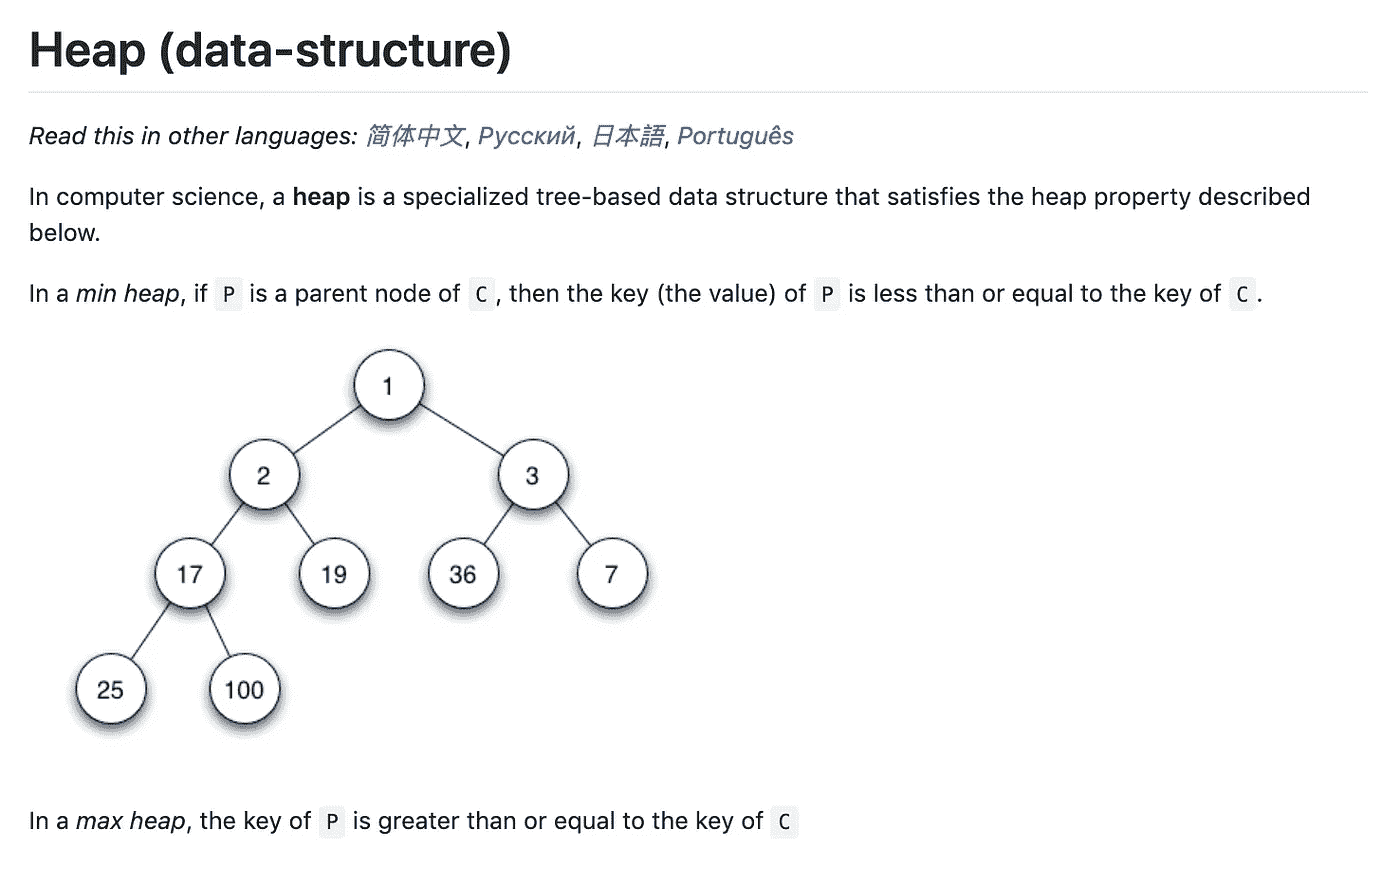 Heap (data-structure)
Read this in other languages: 简体中文, Русский, 日本語, Português
In computer science, a heap is a specialized tree-based data structure that satisfies the heap property described
below.
In a min heap, if P is a parent node of C, then the key (the value) of P is less than or equal to the key of C.
1
2 3
17 19 36 7
25 100
In a max heap, the key of P is greater than or equal to the key of C